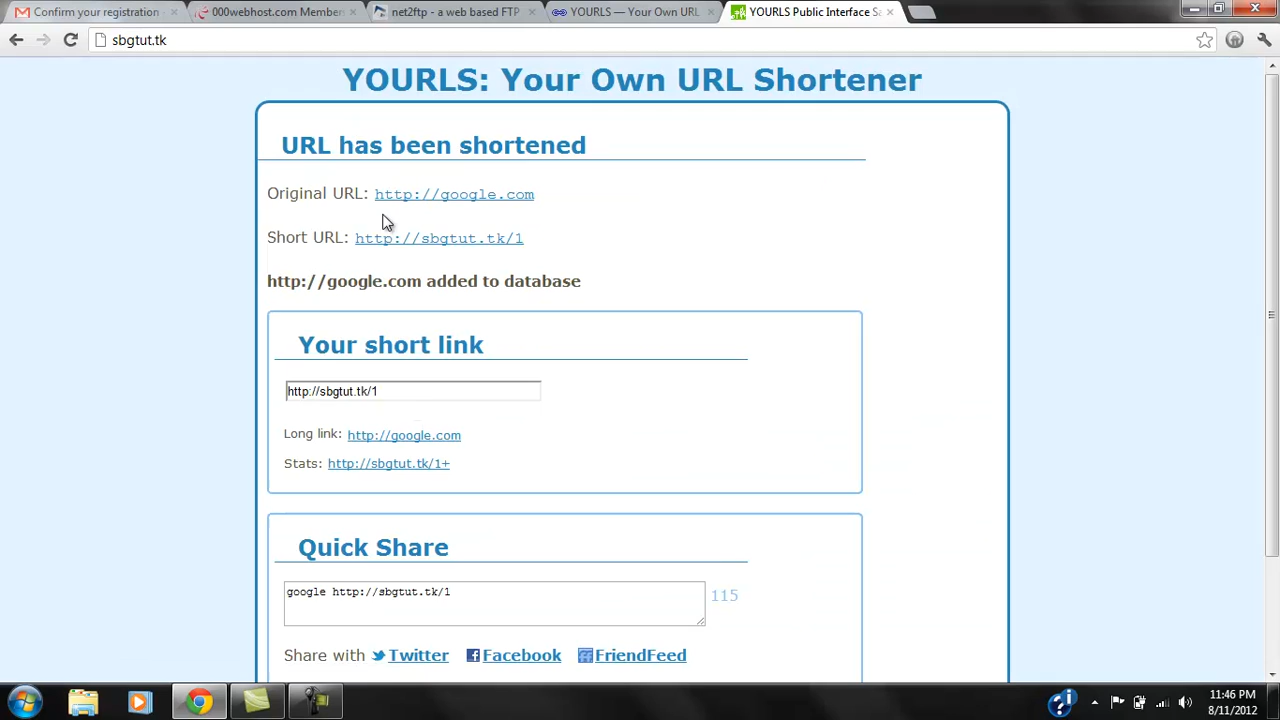 Confirm your registration
000webhost.com Members
net2ftp - a web based FTP
YOURLS — Your Own URL
YOURLS Public Interface Sa
sbgtut.tk
YOURLS: Your Own URL Shortener
URL has been shortened
Original URL: http://google.com
Short URL: http://sbgtut.tk/1
http://google.com added to database
Your short link
http://sbgtut.tk/1
Long link: http://google.com
Stats: http://sbgtut.tk/1+
Quick Share
google http://sbgtut.tk/1
115
Share with Twitter Facebook FriendFeed
11:46 PM
8/11/2012